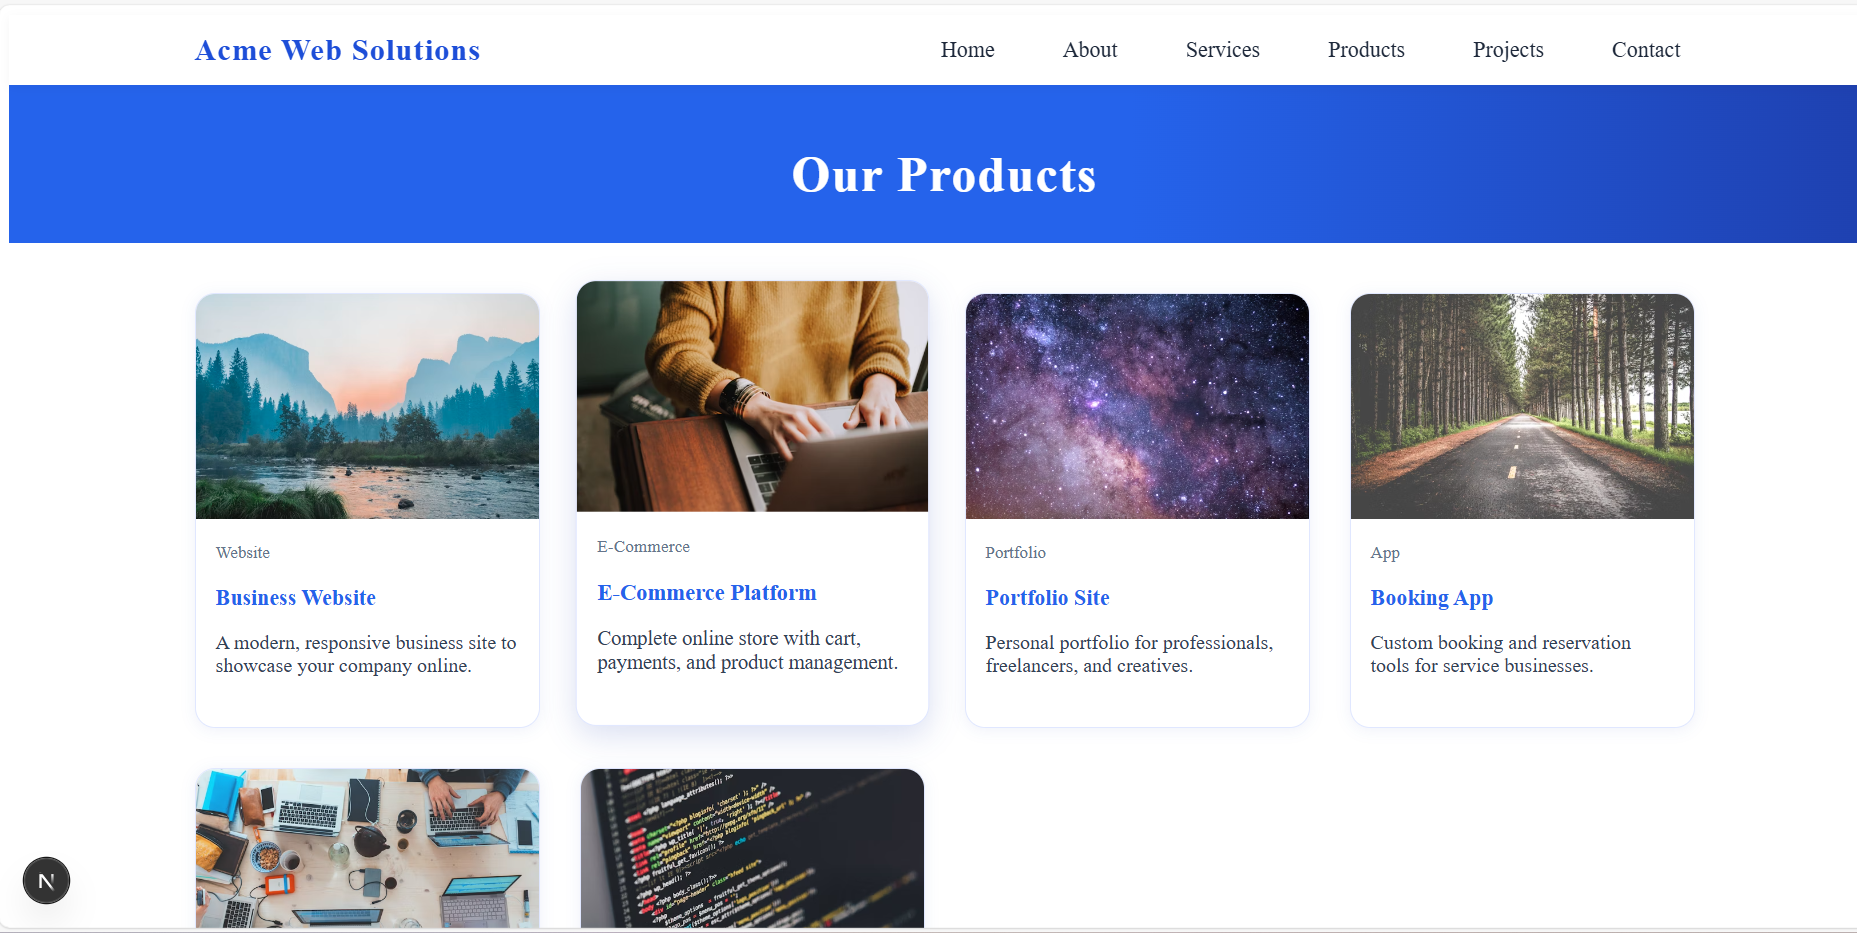 Acme Web Solutions
Home About Services Products Projects Contact
Our Products
Website
Business Website
A modern, responsive business site to
showcase your company online.
E-Commerce
E-Commerce Platform
Complete online store with cart,
payments, and product management.
Portfolio
Portfolio Site
Personal portfolio for professionals,
freelancers, and creatives.
App
Booking App
Custom booking and reservation
tools for service businesses.
N